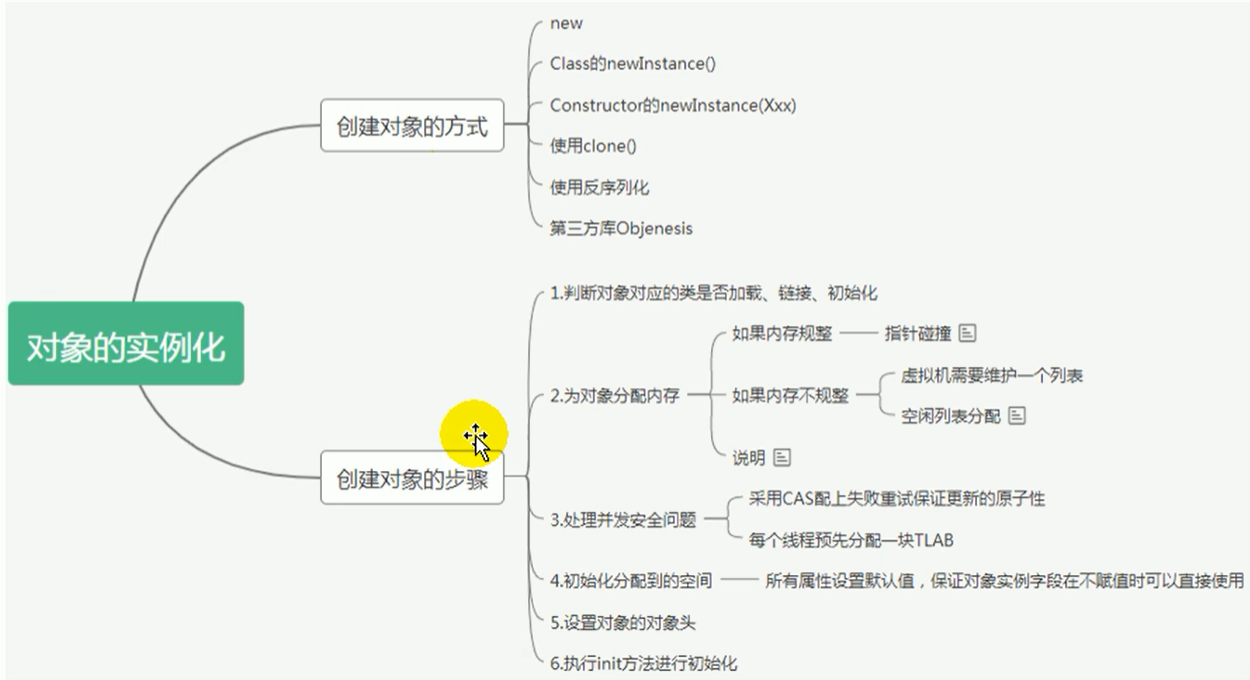 对象的实例化
创建对象的方式
new
Class的newInstance()
Constructor的newInstance(Xxx)
使用clone()
使用反序列化
第三方库Objenesis
创建对象的步骤
1.判断对象对应的类是否加载、链接、初始化
2.为对象分配内存
如果内存规整
指针碰撞
如果内存不规整
虚拟机需要维护一个列表
空闲列表分配
说明
3.处理并发安全问题
采用CAS配上失败重试保证更新的原子性
每个线程预先分配一块TLAB
4.初始化分配到的空间
所有属性设置默认值，保证对象实例字段在不赋值时可以直接使用
5.设置对象的对象头
6.执行init方法进行初始化